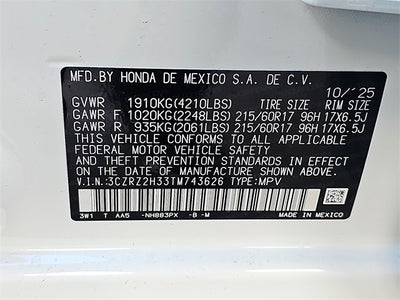 MFD.BY HONDA DE MEXICO S.A. DE C.V.
10/'25
GVWR 1910KG(4210LBS) TIRE SIZE RIM SIZE
GAWR F 1020KG(2248LBS) 215/60R17 96H 17X6.5J
GAWR R 935KG(2061LBS) 215/60R17 96H 17X6.5J
THIS VEHICLE CONFORMS TO ALL APPLICABLE
FEDERAL MOTOR VEHICLE SAFETY STANDARDS IN
EFFECT ON THE DATE OF MANUFACTURE SHOWN ABOVE.
V.I.N:3CZRZ2H33TM743626 TYPE:MPV
3W1 T AA5 -NH883PX -B -M
MADE IN MEXICO